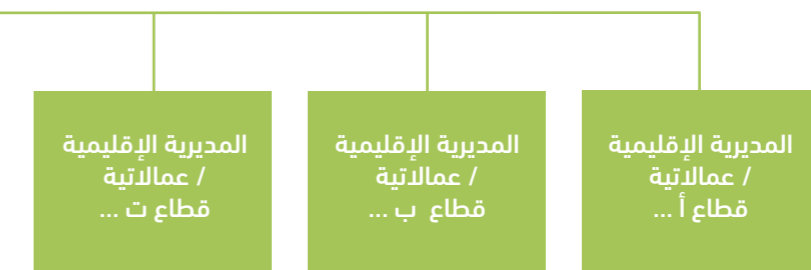 المديرية الإقليمية
/ عمالاتية
قطاع أ ...
المديرية الإقليمية
/ عمالاتية
قطاع ب ...
المديرية الإقليمية
/ عمالاتية
قطاع ت ...